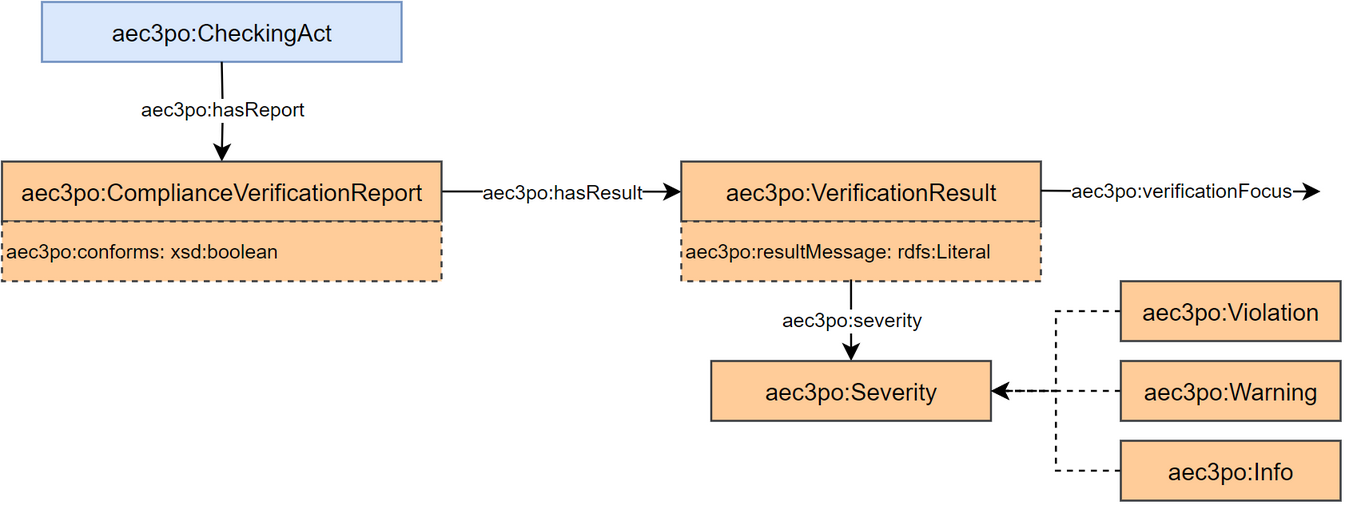 aec3po:CheckingAct
aec3po:hasReport
aec3po:ComplianceVerificationReport
aec3po:hasResult
aec3po:VerificationResult
aec3po:verificationFocus
aec3po:conforms: xsd:boolean
aec3po:resultMessage: rdfs:Literal
aec3po:severity
aec3po:Violation
aec3po:Severity
aec3po:Warning
aec3po:Info